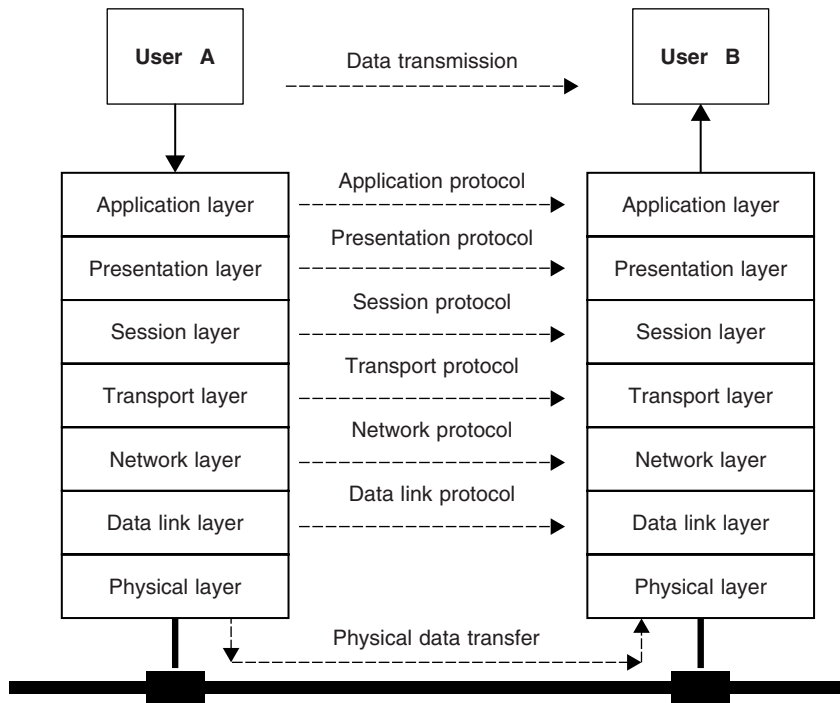 User A
Data transmission
User B
Application layer
Application protocol
Application layer
Presentation layer
Presentation protocol
Presentation layer
Session layer
Session protocol
Session layer
Transport layer
Transport protocol
Transport layer
Network layer
Network protocol
Network layer
Data link layer
Data link protocol
Data link layer
Physical layer
Physical layer
Physical data transfer